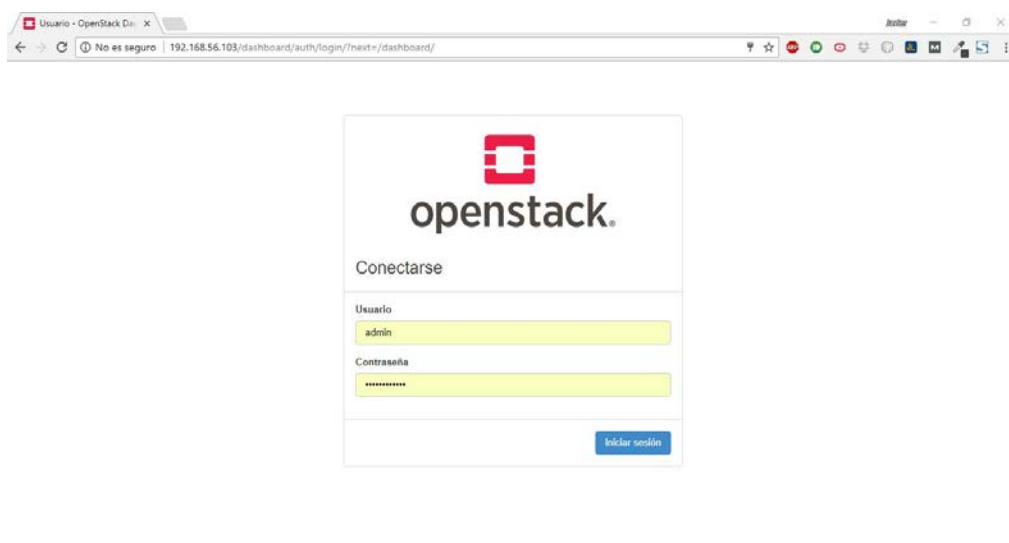 Usuario - OpenStack Da
No es seguro 192.168.56.103/dashboard/auth/login/?next=/dashboard/
openstack.
Conectarse
Usuario
admin
Contraseña
••••••••••••
Iniciar sesión